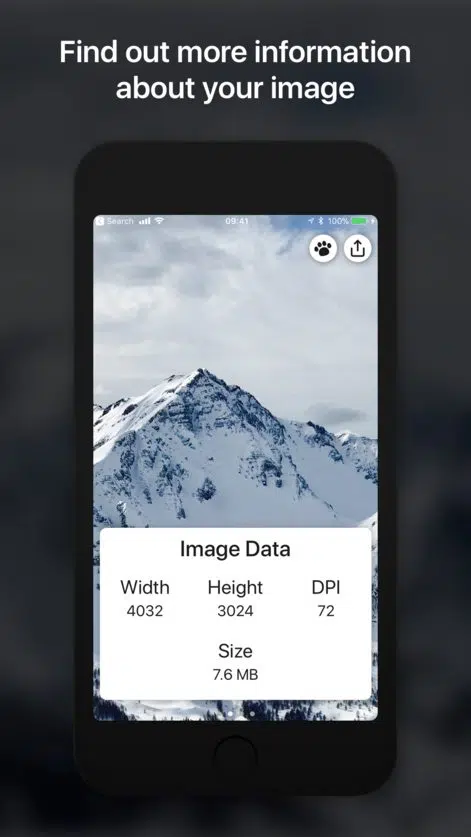 Find out more information
about your image
Search 09:41 100%
Image Data
Width Height DPI
4032 3024 72
Size
7.6 MB